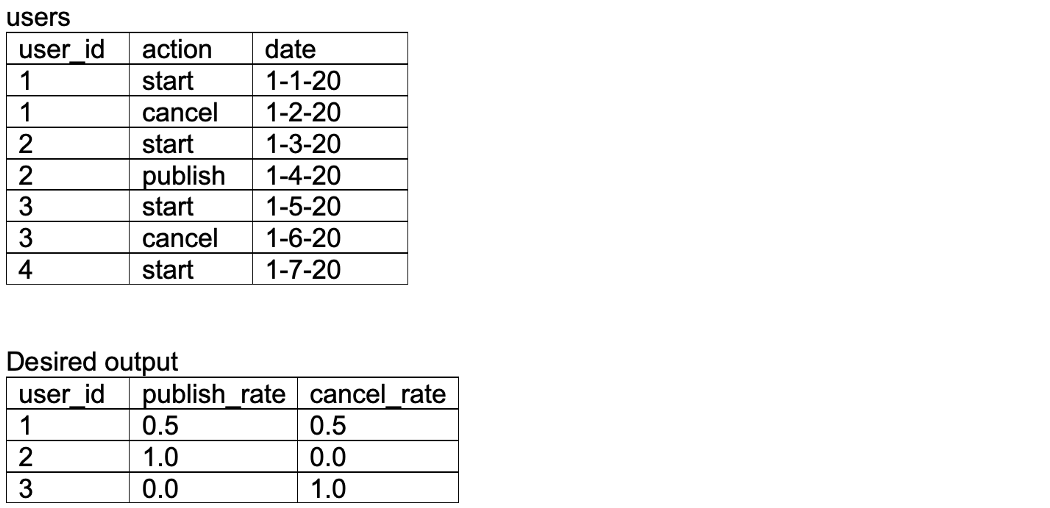 users
user_id action date
1 start 1-1-20
1 cancel 1-2-20
2 start 1-3-20
2 publish 1-4-20
3 start 1-5-20
3 cancel 1-6-20
4 start 1-7-20
Desired output
user_id publish_rate cancel_rate
1 0.5 0.5
2 1.0 0.0
3 0.0 1.0